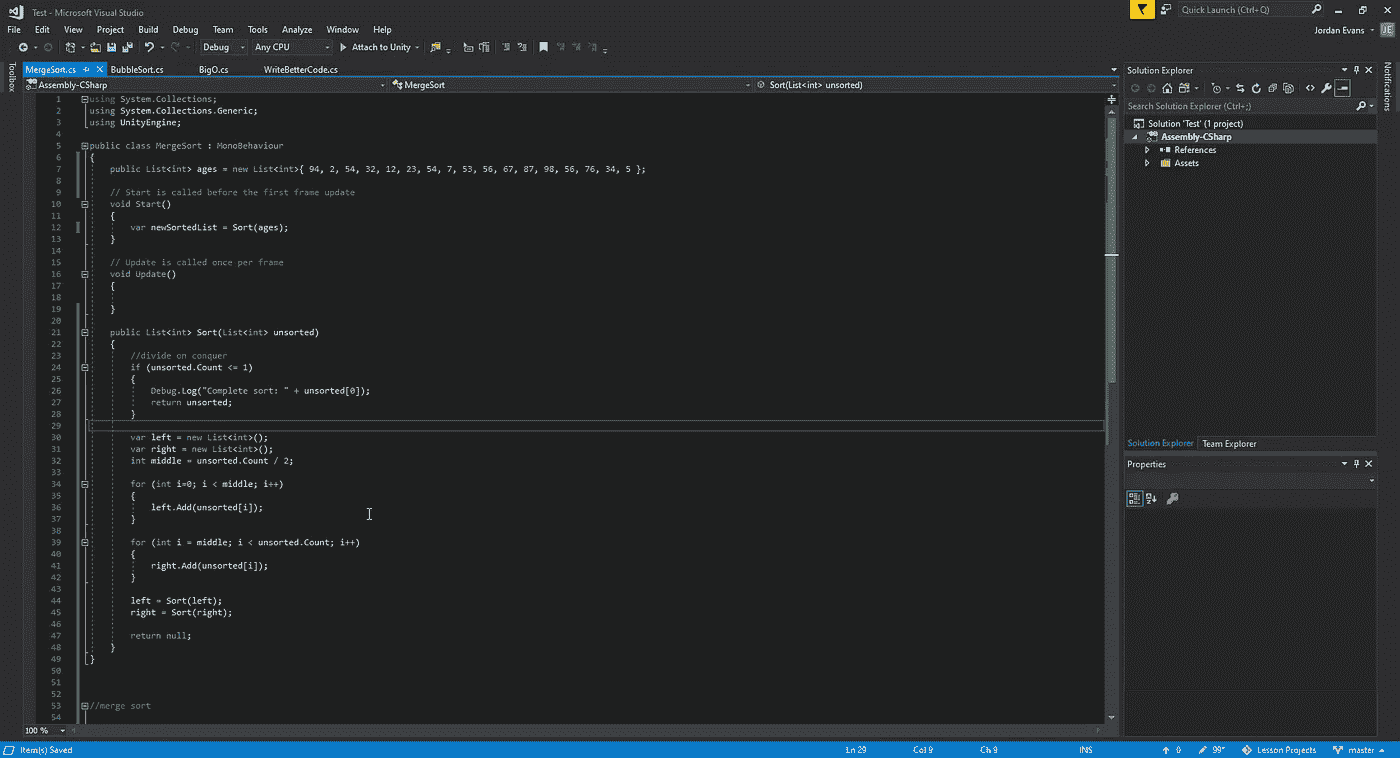 Test - Microsoft Visual Studio
Quick Launch (Ctrl+Q)
File Edit View Project Build Debug Team Tools Analyze Window Help
Jordan Evans JE
Debug Any CPU Attach to Unity
Toolbox
MergeSort.cs BubbleSort.cs BigO.cs WriteBetterCode.cs
Assembly-CSharp MergeSort Sort(List<int> unsorted)
1 using System.Collections;
2 using System.Collections.Generic;
3 using UnityEngine;
4
5 public class MergeSort : MonoBehaviour
6 {
7 public List<int> ages = new List<int>{ 94, 2, 54, 32, 12, 23, 54, 7, 53, 56, 67, 87, 98, 56, 76, 34, 5 };
8
9 // Start is called before the first frame update
10 void Start()
11 {
12 var newSortedList = Sort(ages);
13 }
14
15 // Update is called once per frame
16 void Update()
17 {
18
19 }
20
21 public List<int> Sort(List<int> unsorted)
22 {
23 //divide on conquer
24 if (unsorted.Count <= 1)
25 {
26 Debug.Log("Complete sort: " + unsorted[0]);
27 return unsorted;
28 }
29
30 var left = new List<int>();
31 var right = new List<int>();
32 int middle = unsorted.Count / 2;
33
34 for (int i=0; i < middle; i++)
35 {
36 left.Add(unsorted[i]);
37 }
38
39 for (int i = middle; i < unsorted.Count; i++)
40 {
41 right.Add(unsorted[i]);
42 }
43
44 left = Sort(left);
45 right = Sort(right);
46
47 return null;
48 }
49 }
50
51
52
53 //merge sort
54
100 %
Solution Explorer
Search Solution Explorer (Ctrl+;)
Solution 'Test' (1 project)
Assembly-CSharp
References
Assets
Solution Explorer Team Explorer
Properties
Notifications
Item(s) Saved Ln 29 Col 9 Ch 9 INS 0 99* Lesson Projects master